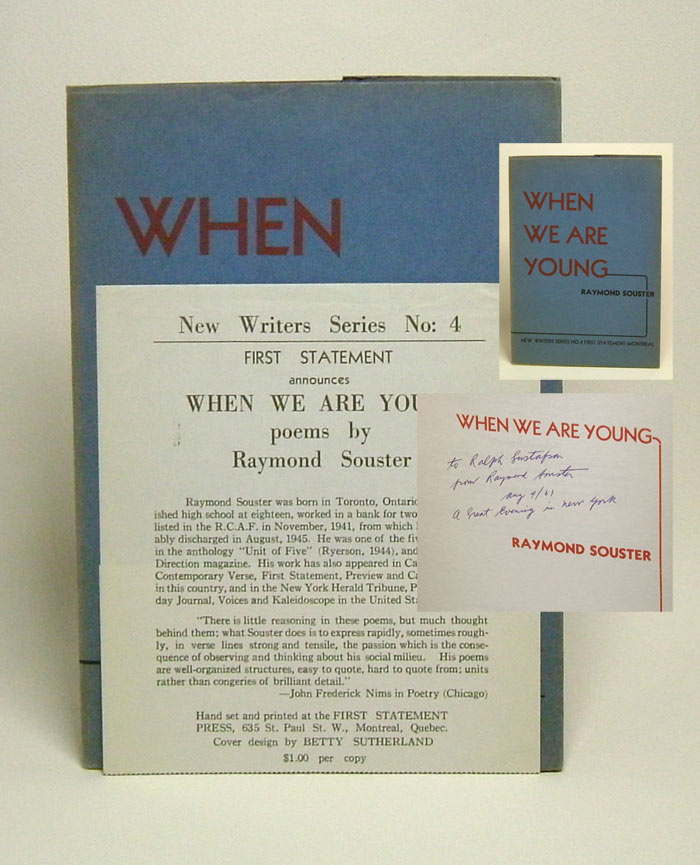 WHEN
New Writers Series No: 4
FIRST STATEMENT
announces
WHEN WE ARE YOU
poems by
Raymond Souster
Raymond Souster was born in Toronto, Ontario
ished high school at eighteen, worked in a bank for two
listed in the R.C.A.F. in November, 1941, from which
ably discharged in August, 1945. He was one of the fi
in the anthology "Unit of Five" (Ryerson, 1944), and
Direction magazine. His work has also appeared in Ca
Contemporary Verse, First Statement, Preview and Ca
in this country, and in the New York Herald Tribune, P
day Journal, Voices and Kaleidoscope in the United Sta
"There is little reasoning in these poems, but much thought
behind them; what Souster does is to express rapidly, sometimes rough-
ly, in verse lines strong and tensile, the passion which is the conse-
quence of observing and thinking about his social milieu. His poems
are well-organized structures, easy to quote, hard to quote from; units
rather than congeries of brilliant detail."
—John Frederick Nims in Poetry (Chicago)
Hand set and printed at the FIRST STATEMENT
PRESS, 635 St. Paul St. W., Montreal, Quebec.
Cover design by BETTY SUTHERLAND
$1.00 per copy
WHEN
WE ARE
YOUNG
RAYMOND SOUSTER
NEW WRITERS SERIES NO. 4 FIRST STATEMENT MONTREAL
WHEN WE ARE YOUNG
to Ralph Gustafson
from Raymond Souster
Aug 9/61
A Great Evening in New York
RAYMOND SOUSTER